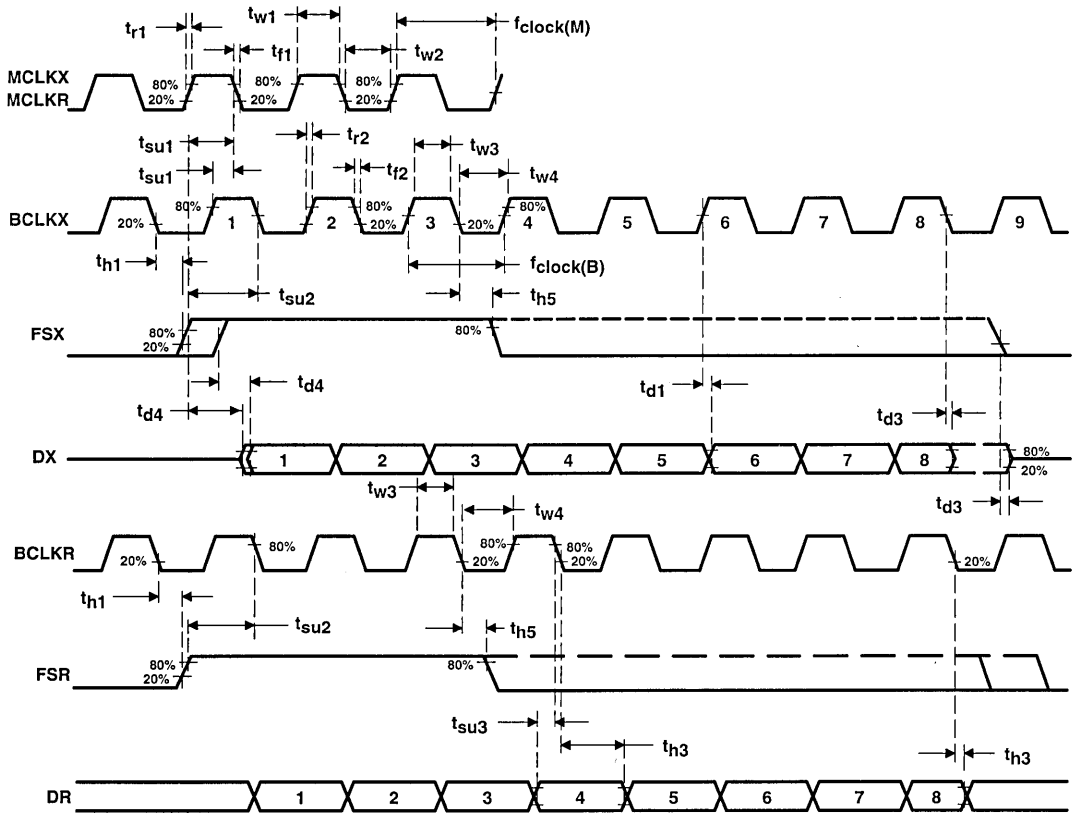 tr1
tw1
fclock(M)
tf1
tw2
MCLKX
MCLKR
80%
20%
80%
20%
80%
20%
tsu1
tr2
tw3
tsu1
tf2
tw4
BCLKX
20%
80%
1
80%
2
80%
20%
80%
3
20%
80%
4
5
6
7
8
9
th1
tsu2
fclock(B)
th5
FSX
80%
20%
80%
td4
td4
td1
td3
DX
1
2
3
4
5
6
7
8
80%
20%
tw3
tw4
td3
BCLKR
20%
80%
80%
20%
80%
20%
20%
th1
tsu2
th5
FSR
80%
20%
80%
tsu3
th3
th3
DR
1
2
3
4
5
6
7
8